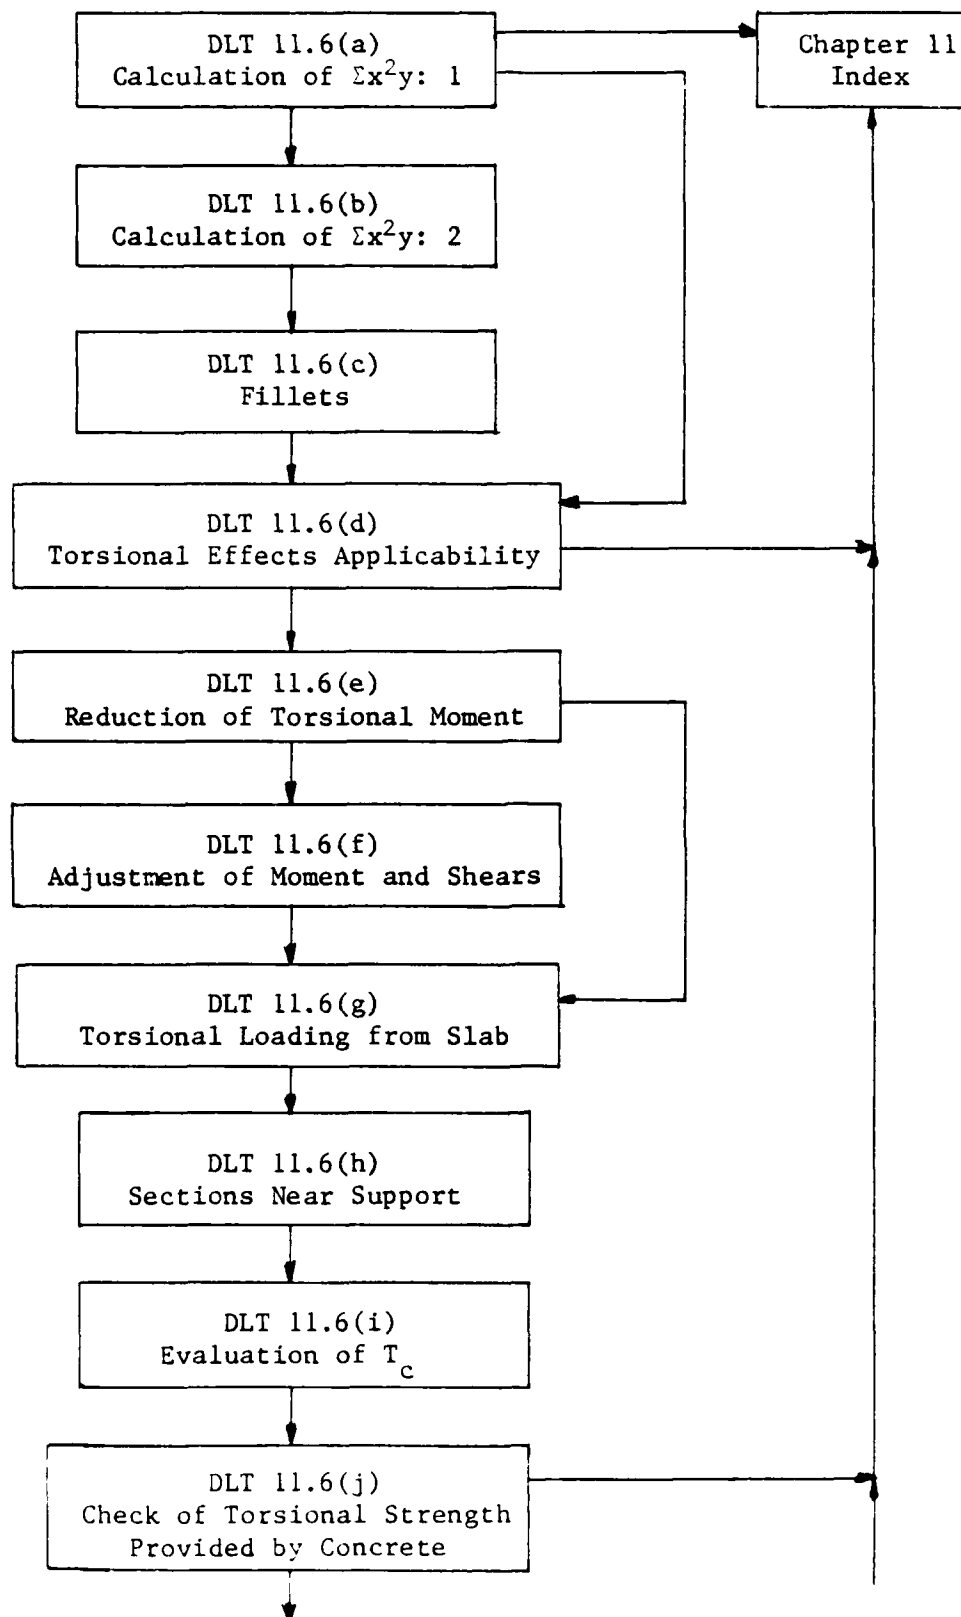 DLT 11.6(a)
Calculation of Σx²y: 1
Chapter 11
Index
DLT 11.6(b)
Calculation of Σx²y: 2
DLT 11.6(c)
Fillets
DLT 11.6(d)
Torsional Effects Applicability
DLT 11.6(e)
Reduction of Torsional Moment
DLT 11.6(f)
Adjustment of Moment and Shears
DLT 11.6(g)
Torsional Loading from Slab
DLT 11.6(h)
Sections Near Support
DLT 11.6(i)
Evaluation of T_c
DLT 11.6(j)
Check of Torsional Strength
Provided by Concrete